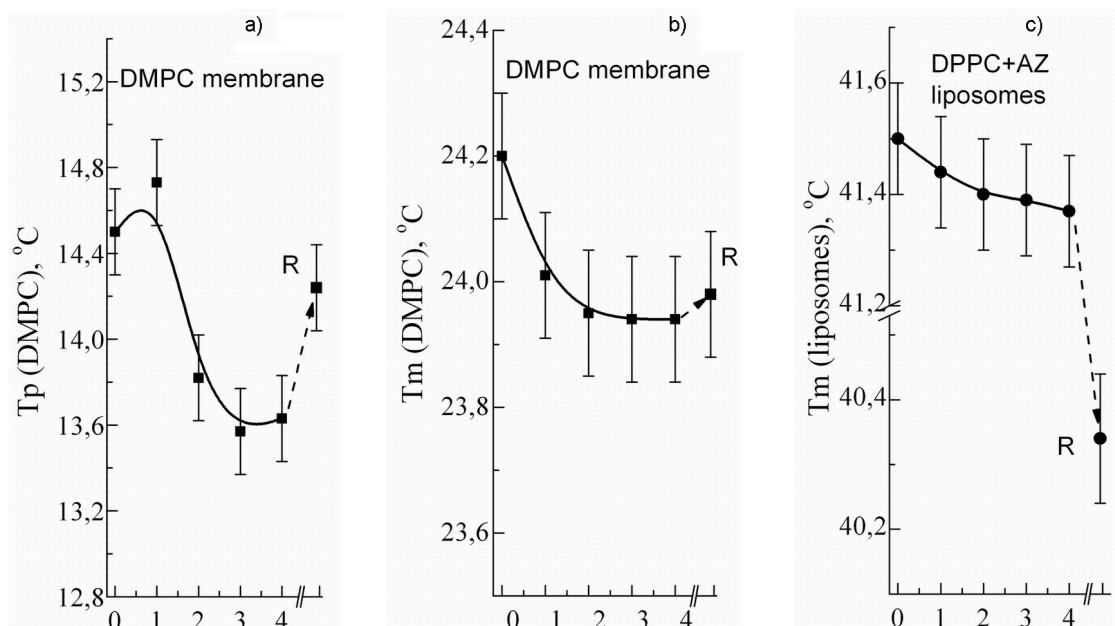 a)
DMPC membrane
15,2
14,8
14,4
14,0
13,6
13,2
12,8
Tp (DMPC), °C
R
0 1 2 3 4
b)
DMPC membrane
24,4
24,2
24,0
23,8
23,6
Tm (DMPC), °C
R
0 1 2 3 4
c)
DPPC+AZ
liposomes
41,6
41,4
41,2
40,4
40,2
Tm (liposomes), °C
R
0 1 2 3 4